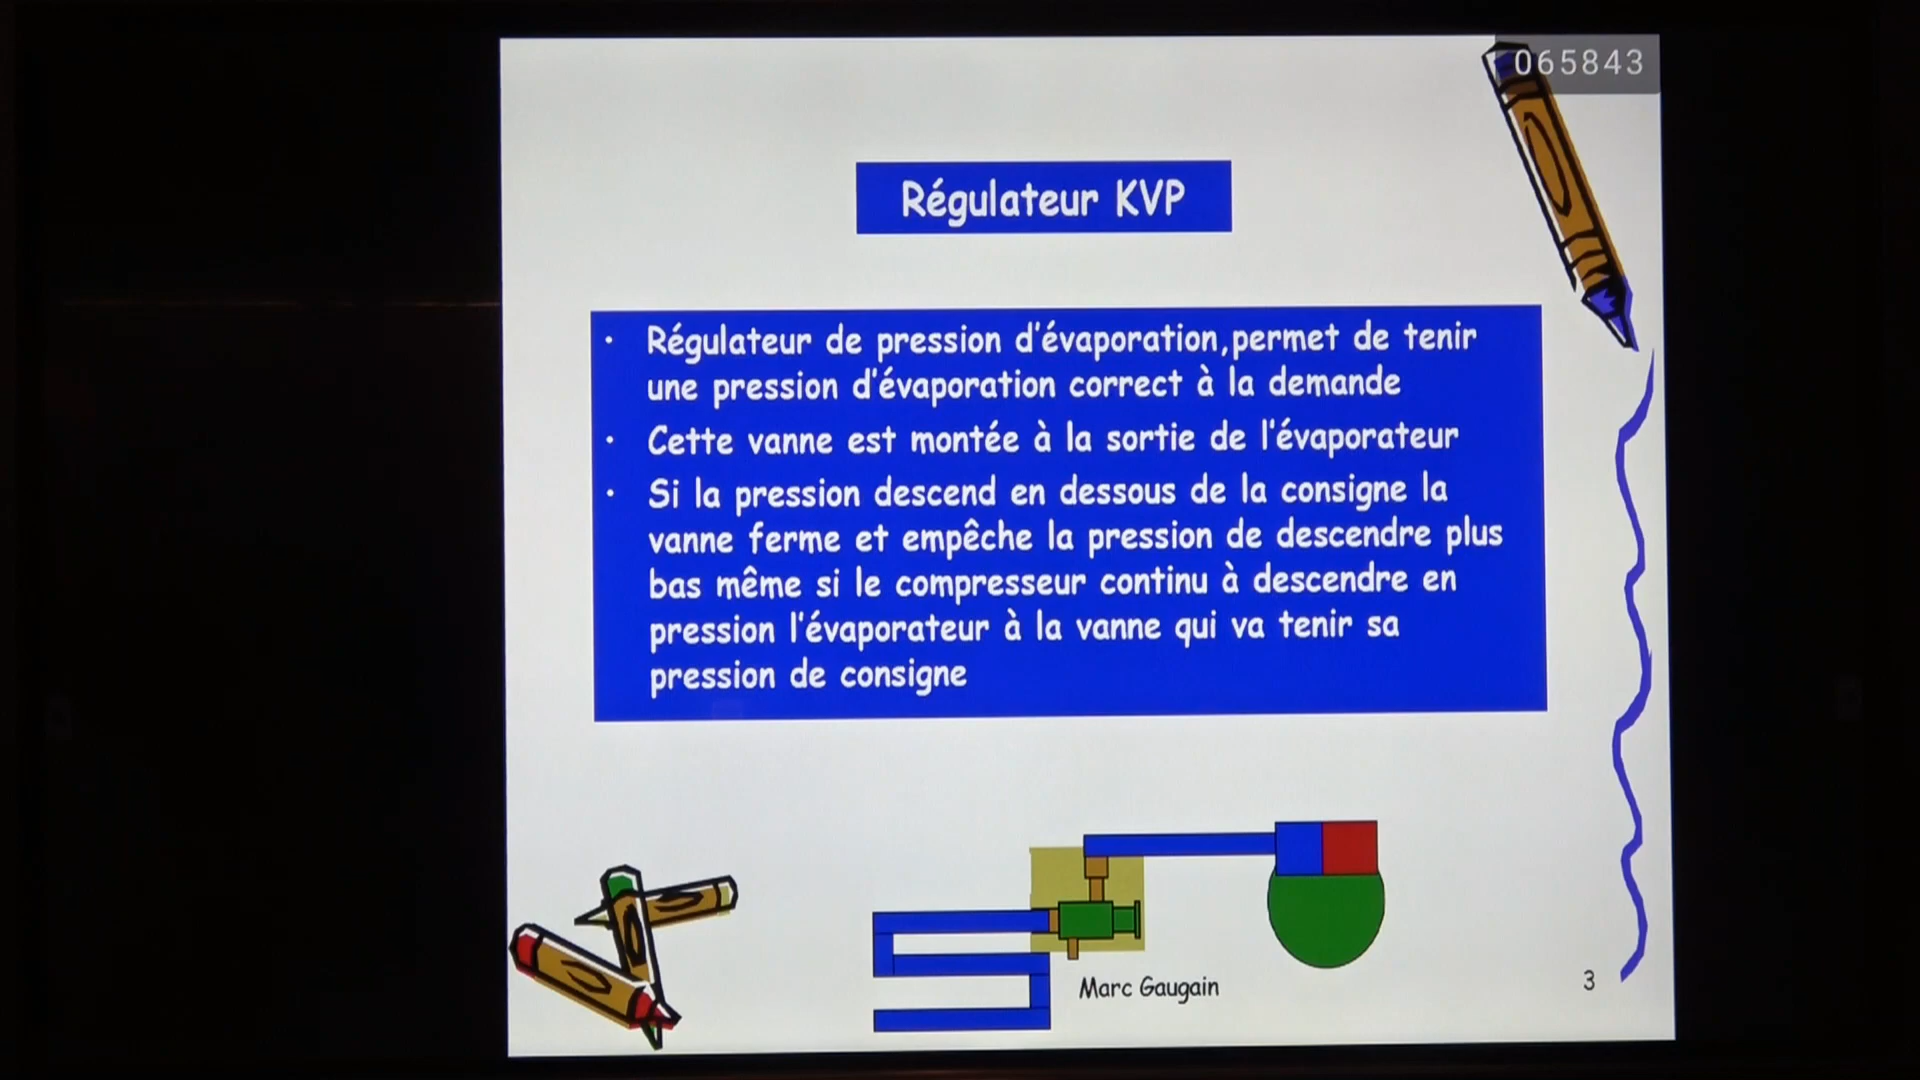 065843
Régulateur KVP
• Régulateur de pression d'évaporation,permet de tenir
une pression d'évaporation correct à la demande
• Cette vanne est montée à la sortie de l'évaporateur
• Si la pression descend en dessous de la consigne la
vanne ferme et empêche la pression de descendre plus
bas même si le compresseur continu à descendre en
pression l'évaporateur à la vanne qui va tenir sa
pression de consigne
Marc Gaugain
3